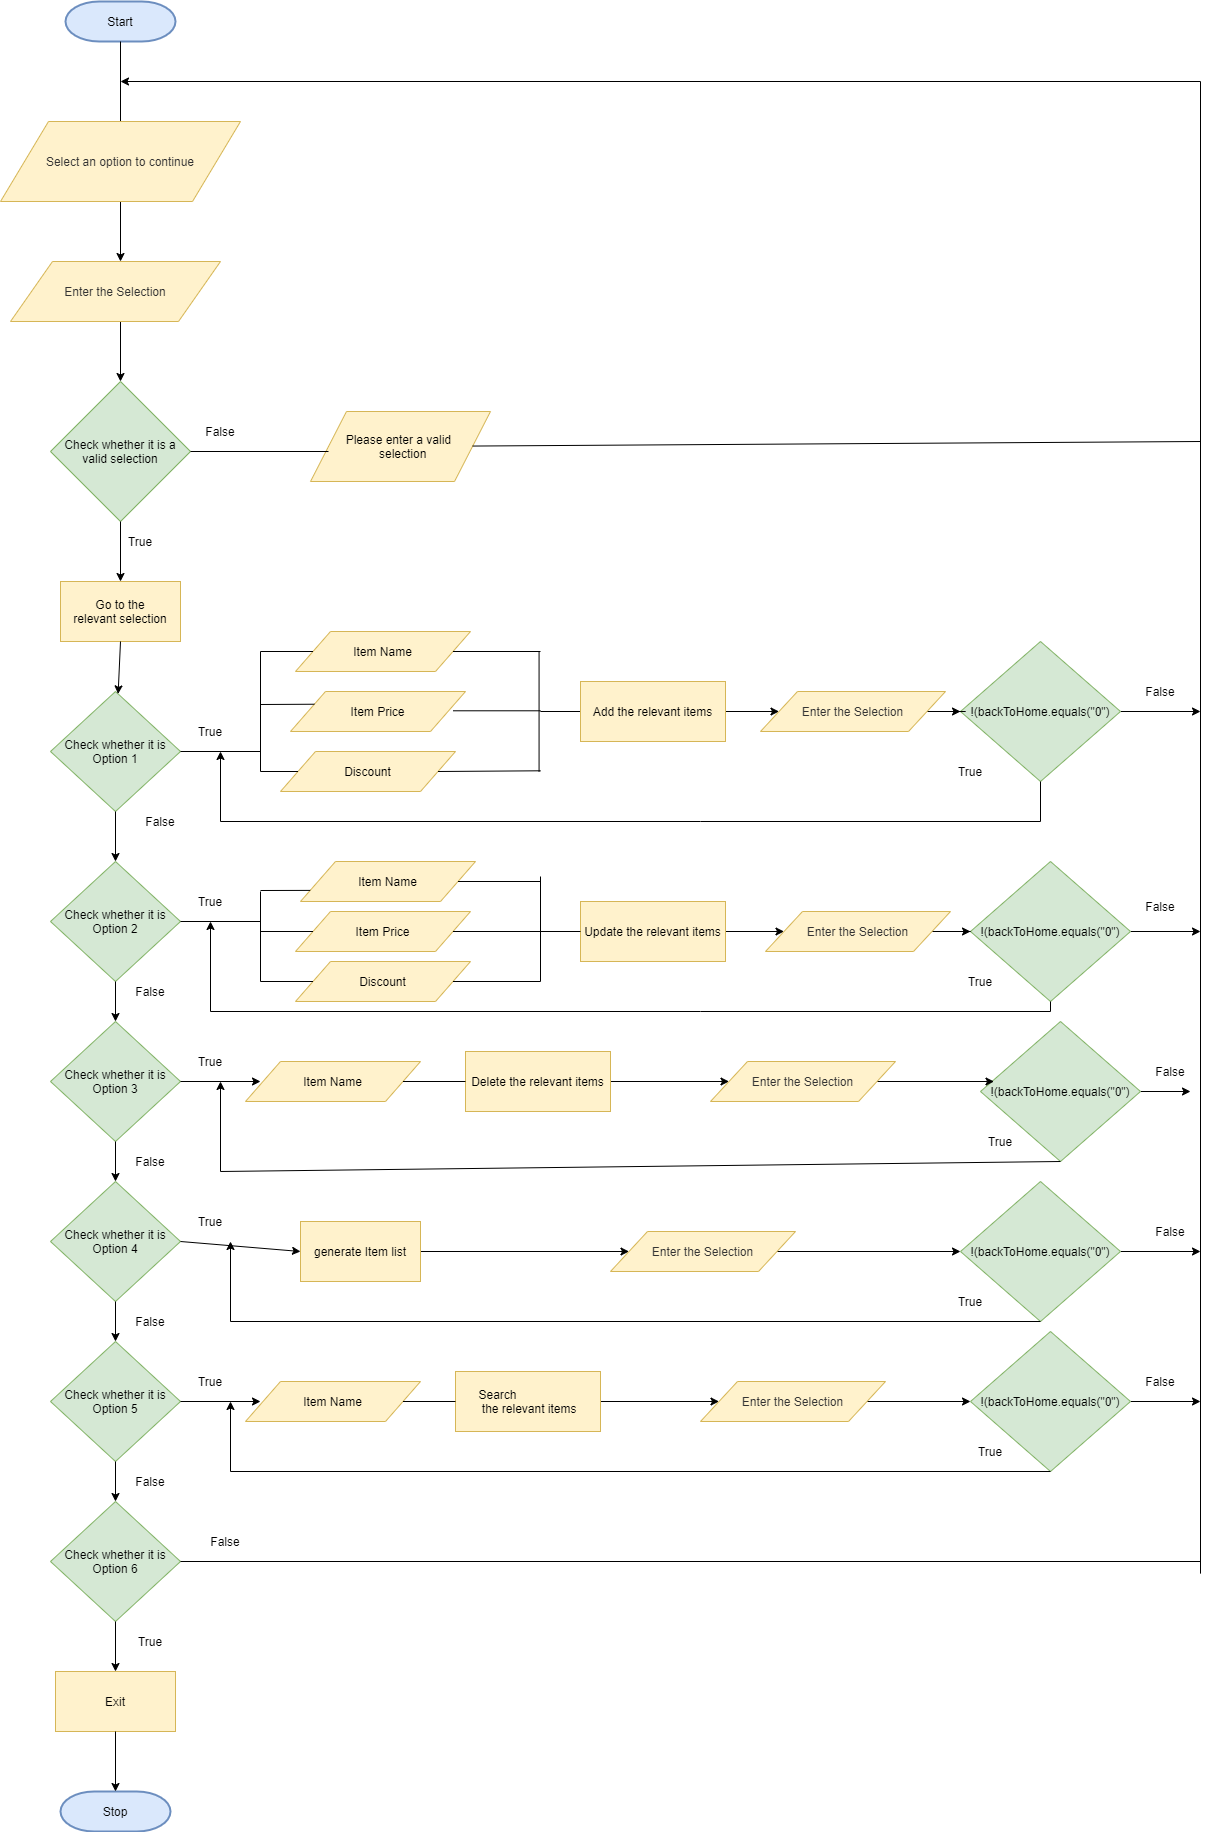 Start
Select an option to continue
Enter the Selection
Check whether it is a
valid selection
False
Please enter a valid
selection
True
Go to the
relevant selection
Check whether it is
Option 1
True
Item Name
Item Price
Discount
Add the relevant items
Enter the Selection
!(backToHome.equals("0")
False
True
False
Check whether it is
Option 2
True
Item Name
Item Price
Discount
Update the relevant items
Enter the Selection
!(backToHome.equals("0")
False
True
False
Check whether it is
Option 3
True
Item Name
Delete the relevant items
Enter the Selection
!(backToHome.equals("0")
False
True
False
Check whether it is
Option 4
True
generate Item list
Enter the Selection
!(backToHome.equals("0")
False
True
False
Check whether it is
Option 5
True
Item Name
Search
the relevant items
Enter the Selection
!(backToHome.equals("0")
False
True
False
Check whether it is
Option 6
False
True
Exit
Stop